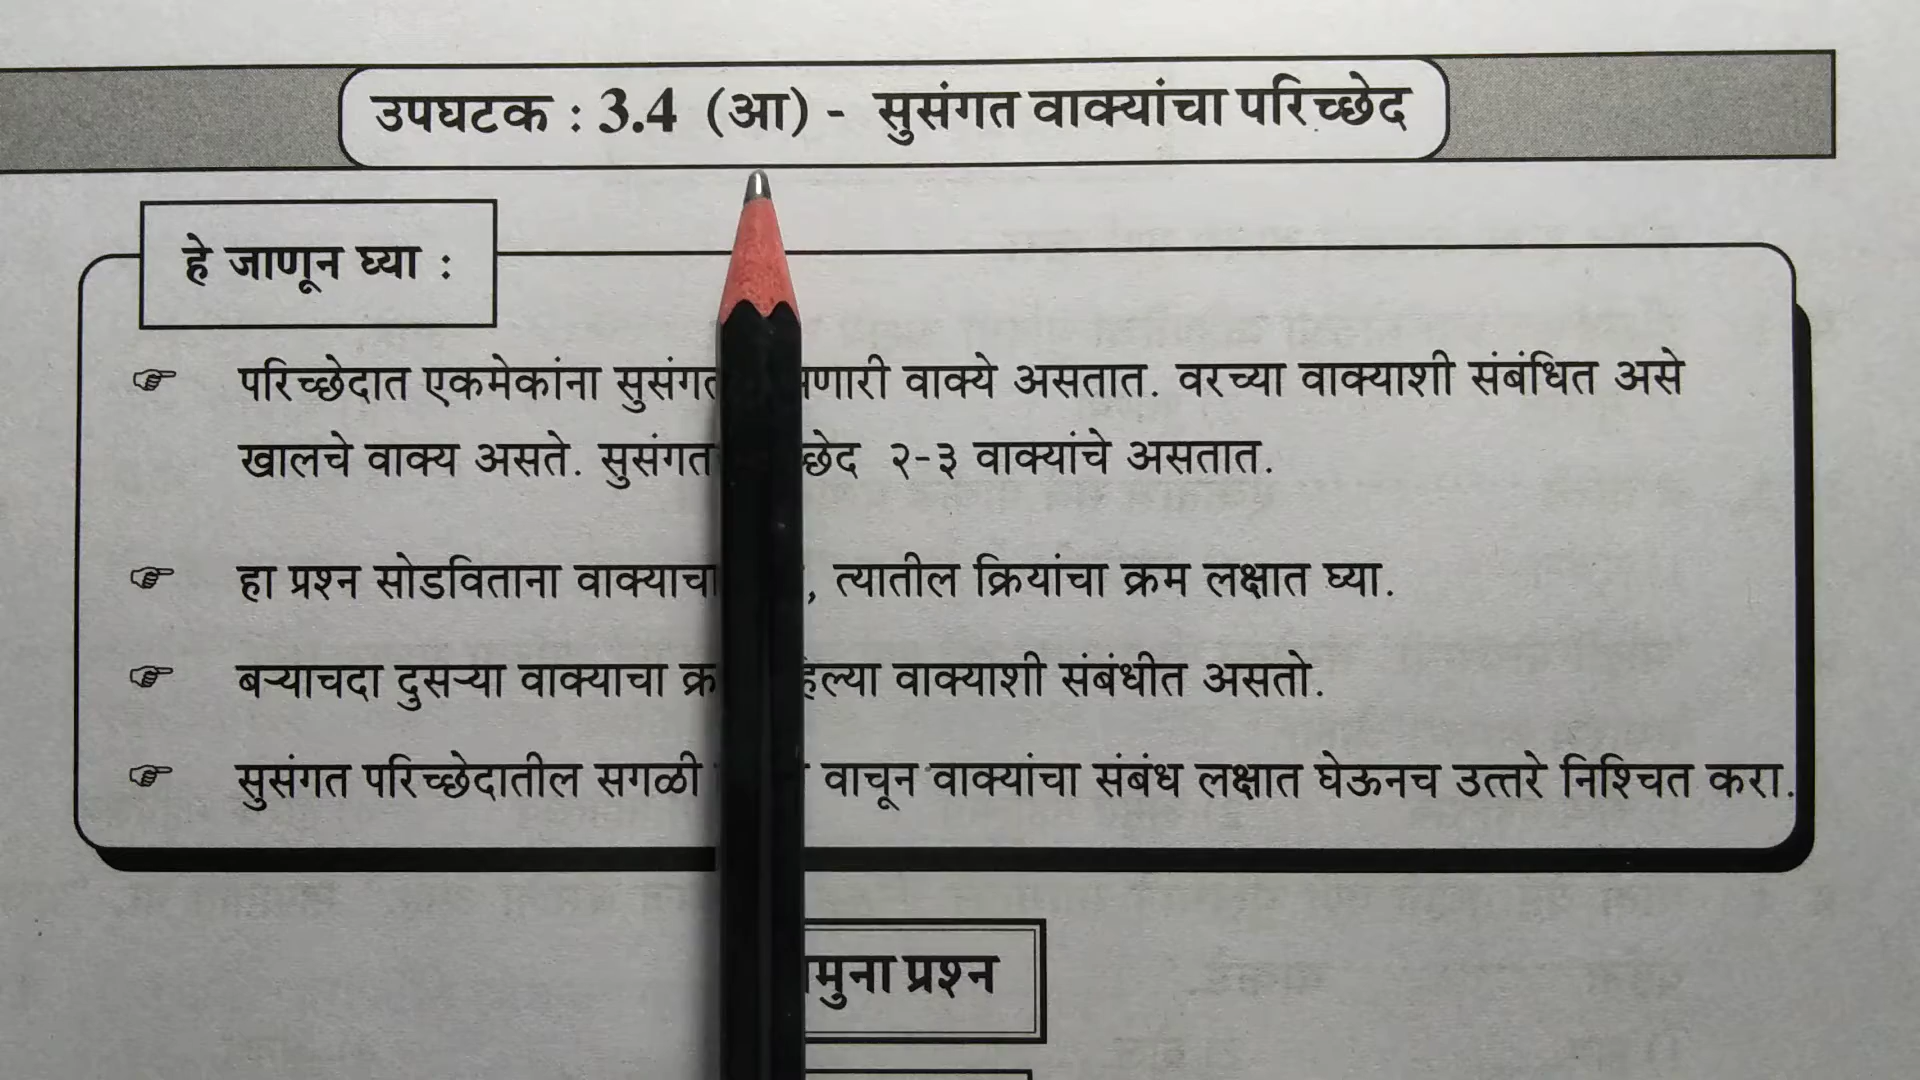 उपघटक : 3.4 (आ) - सुसंगत वाक्यांचा परिच्छेद
हे जाणून घ्या :
परिच्छेदात एकमेकांना सुसंगत वाक्ये असतात. वरच्या वाक्याशी संबंधित असे
खालचे वाक्य असते. सुसंगत २-३ वाक्यांचे असतात.
हा प्रश्न सोडविताना वाक्याचा , त्यातील क्रियांचा क्रम लक्षात घ्या.
बऱ्याचदा दुसऱ्या वाक्याचा वाक्याशी संबंधीत असतो.
सुसंगत परिच्छेदातील सगळी वाचून वाक्यांचा संबंध लक्षात घेऊनच उत्तरे निश्चित करा.
प्रश्न